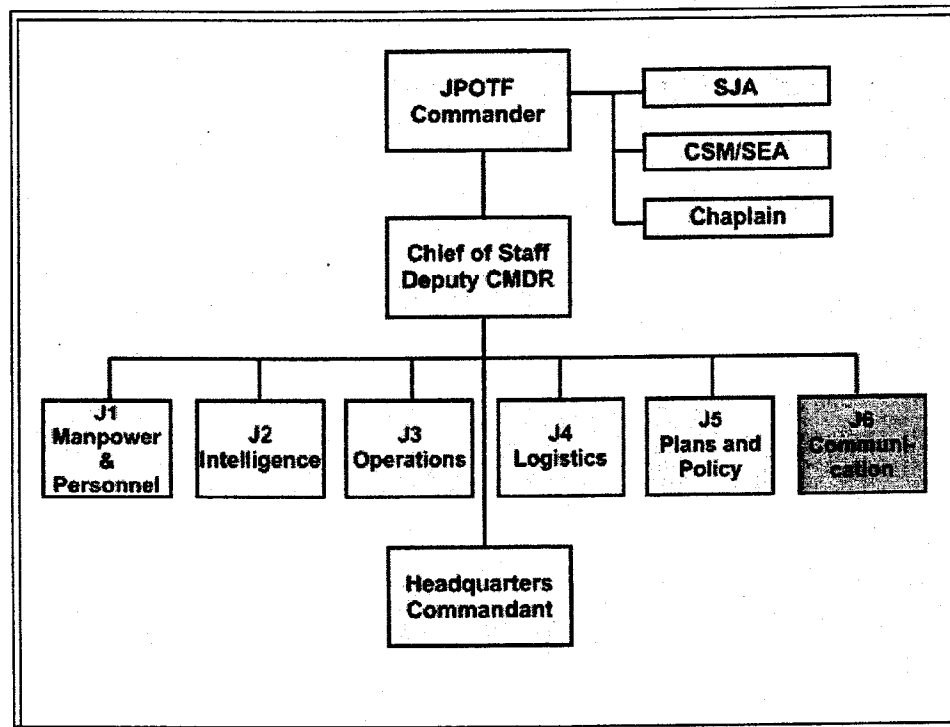 JPOTF
Commander
SJA
CSM/SEA
Chaplain
Chief of Staff
Deputy CMDR
J1
Manpower
&
Personnel
J2
Intelligence
J3
Operations
J4
Logistics
J5
Plans and
Policy
J6
Communi-
cation
Headquarters
Commandant